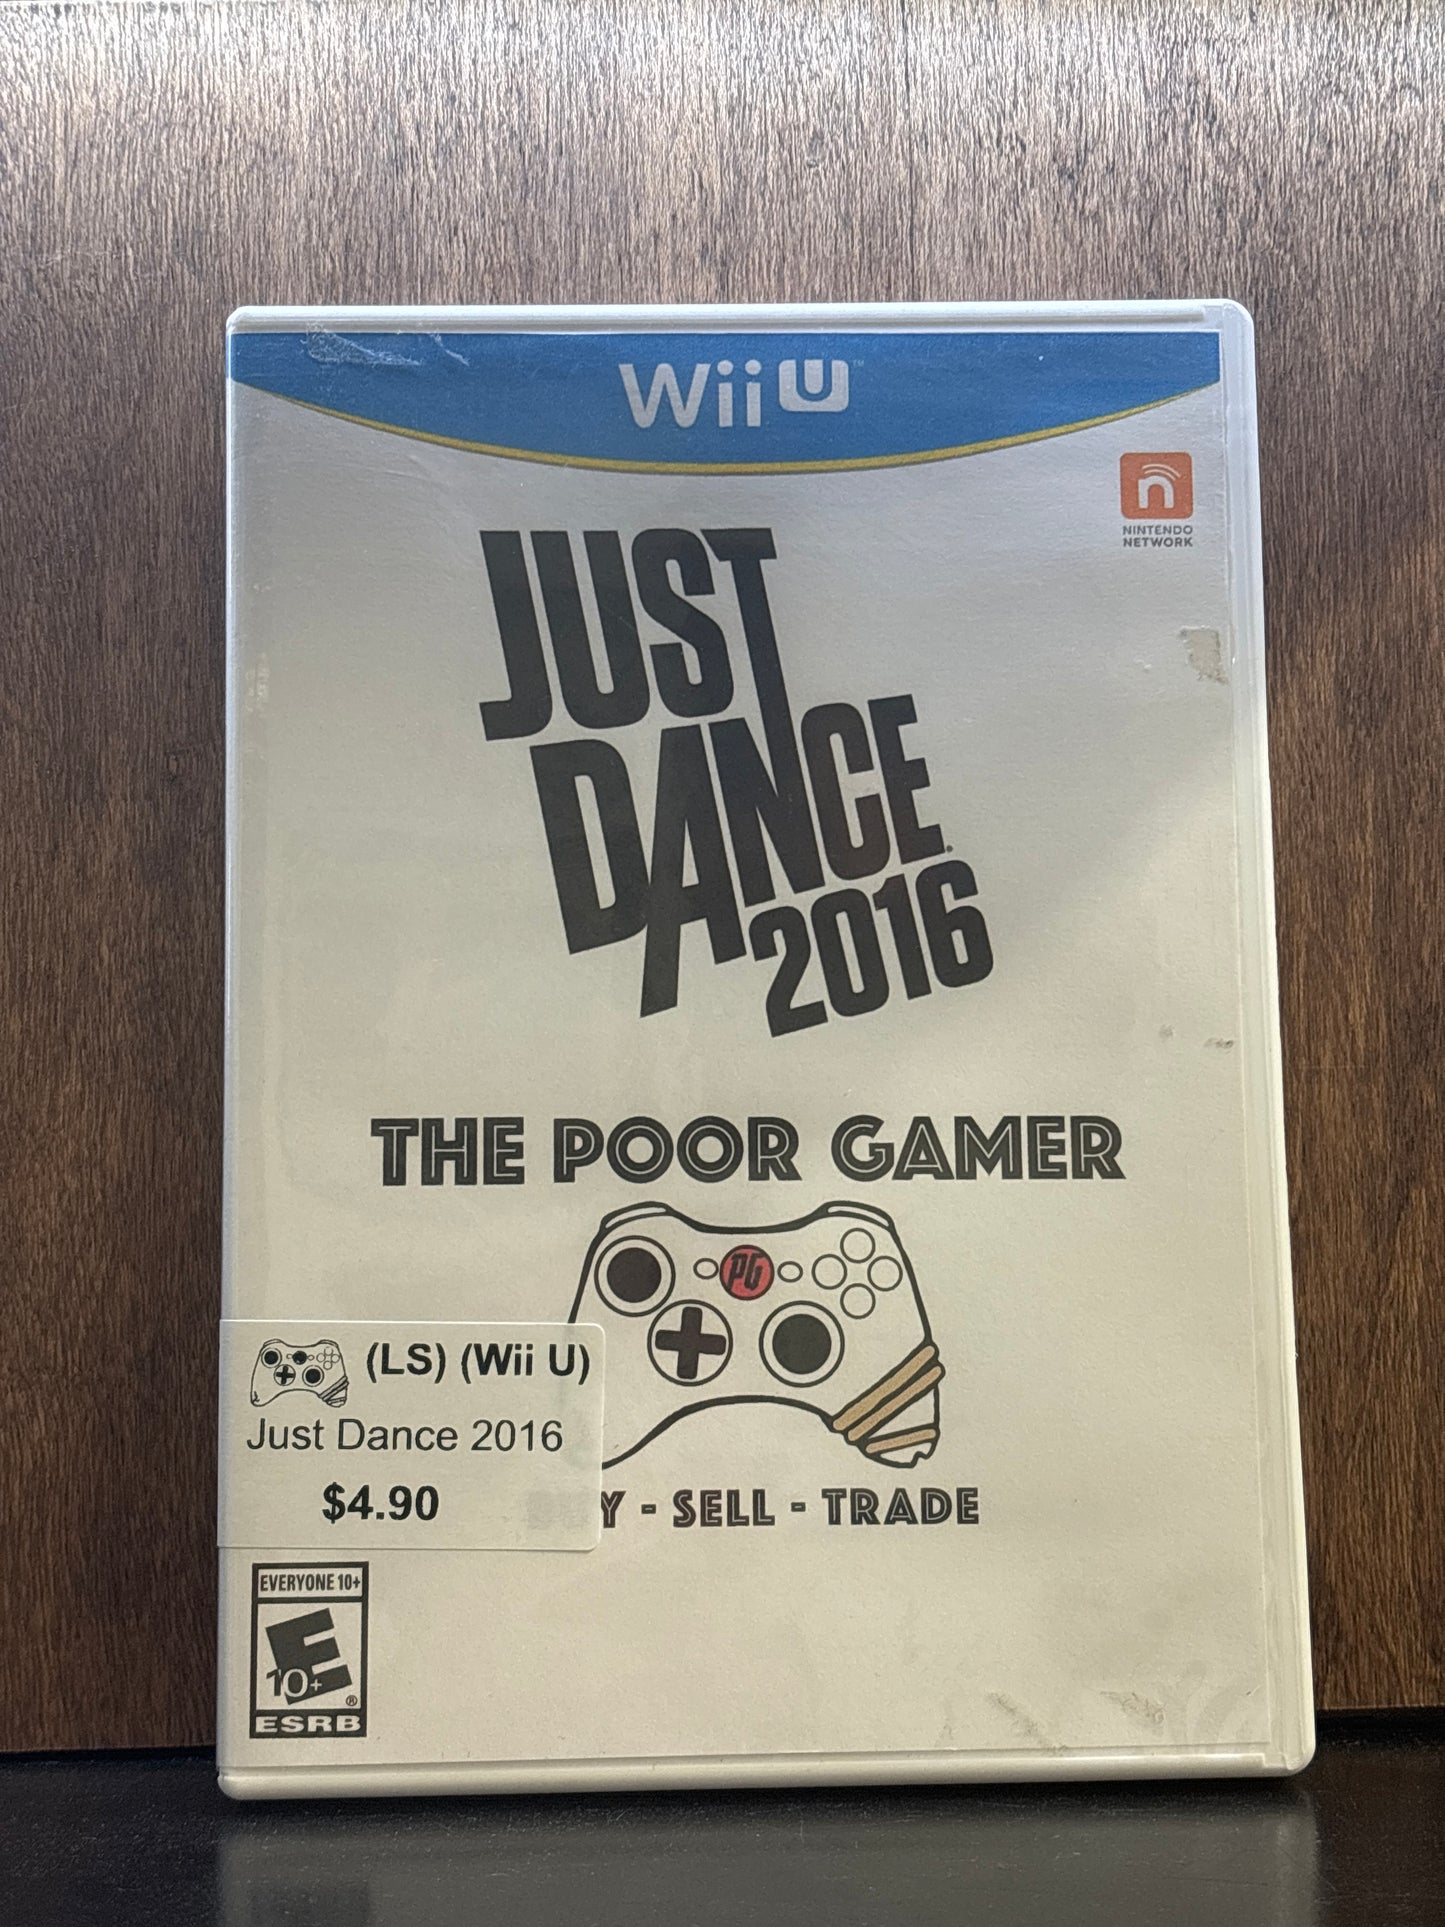 Wii U™
n
NINTENDO
NETWORK
JUST
DANCE
2016
THE POOR GAMER
PG
(LS) (Wii U)
Just Dance 2016
$4.90
Y - SELL - TRADE
EVERYONE 10+
E
10+
®
ESRB